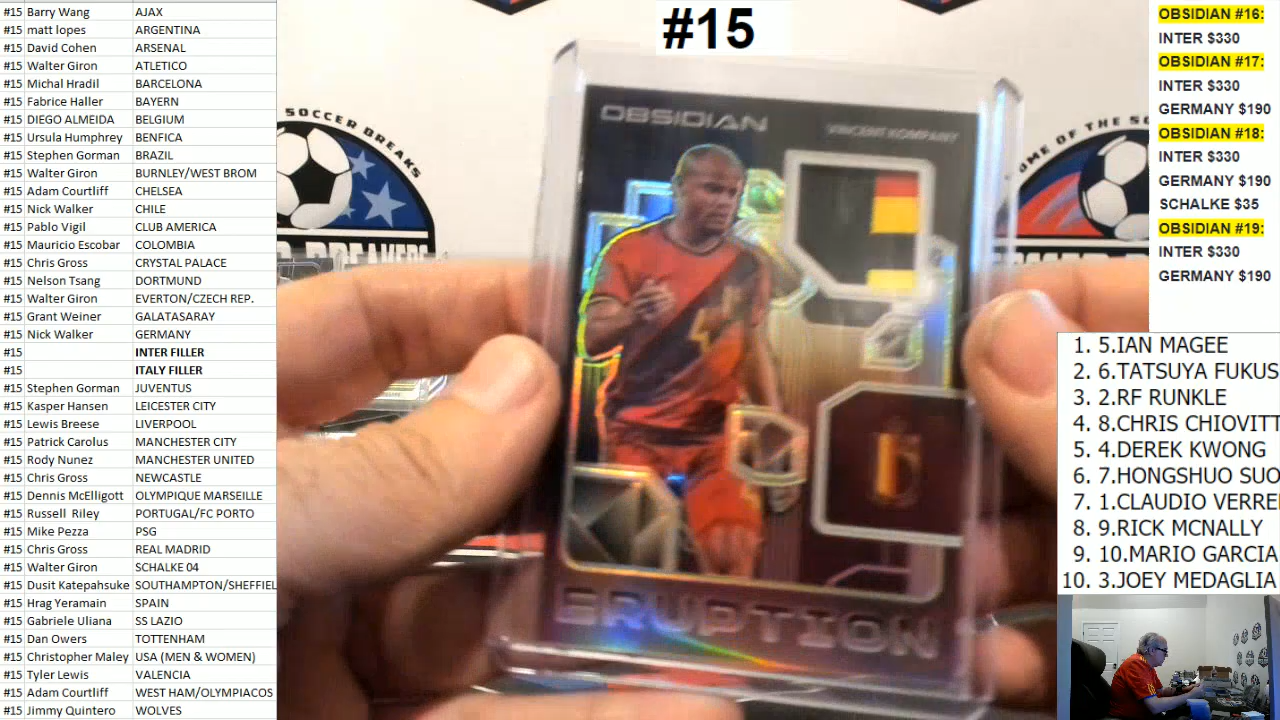 #15 Barry Wang AJAX
#15 matt lopes ARGENTINA
#15 David Cohen ARSENAL
#15 Walter Giron ATLETICO
#15 Michal Hradil BARCELONA
#15 Fabrice Haller BAYERN
#15 DIEGO ALMEIDA BELGIUM
#15 Ursula Humphrey BENFICA
#15 Stephen Gorman BRAZIL
#15 Walter Giron BURNLEY/WEST BROM
#15 Adam Courtliff CHELSEA
#15 Nick Walker CHILE
#15 Pablo Vigil CLUB AMERICA
#15 Mauricio Escobar COLOMBIA
#15 Chris Gross CRYSTAL PALACE
#15 Nelson Tsang DORTMUND
#15 Walter Giron EVERTON/CZECH REP.
#15 Grant Weiner GALATASARAY
#15 Nick Walker GERMANY
#15 INTER FILLER
#15 ITALY FILLER
#15 Stephen Gorman JUVENTUS
#15 Kasper Hansen LEICESTER CITY
#15 Lewis Breese LIVERPOOL
#15 Patrick Carolus MANCHESTER CITY
#15 Rody Nunez MANCHESTER UNITED
#15 Chris Gross NEWCASTLE
#15 Dennis McElligott OLYMPIQUE MARSEILLE
#15 Russell Riley PORTUGAL/FC PORTO
#15 Mike Pezza PSG
#15 Chris Gross REAL MADRID
#15 Walter Giron SCHALKE 04
#15 Dusit Katepahsuke SOUTHAMPTON/SHEFFIEL
#15 Hrag Yeramain SPAIN
#15 Gabriele Uliana SS LAZIO
#15 Dan Owers TOTTENHAM
#15 Christopher Maley USA (MEN & WOMEN)
#15 Tyler Lewis VALENCIA
#15 Adam Courtliff WEST HAM/OLYMPIACOS
#15 Jimmy Quintero WOLVES
#15
SOCCER BREAKS
OME OF THE SO
OBSIDIAN
VINCENT KOMPANY
4
ERUPTION
OBSIDIAN #16:
INTER $330
OBSIDIAN #17:
INTER $330
GERMANY $190
OBSIDIAN #18:
INTER $330
GERMANY $190
SCHALKE $35
OBSIDIAN #19:
INTER $330
GERMANY $190
1. 5.IAN MAGEE
2. 6.TATSUYA FUKUS
3. 2.RF RUNKLE
4. 8.CHRIS CHIOVITT
5. 4.DEREK KWONG
6. 7.HONGSHUO SUO
7. 1.CLAUDIO VERRE
8. 9.RICK MCNALLY
9. 10.MARIO GARCIA
10. 3.JOEY MEDAGLIA